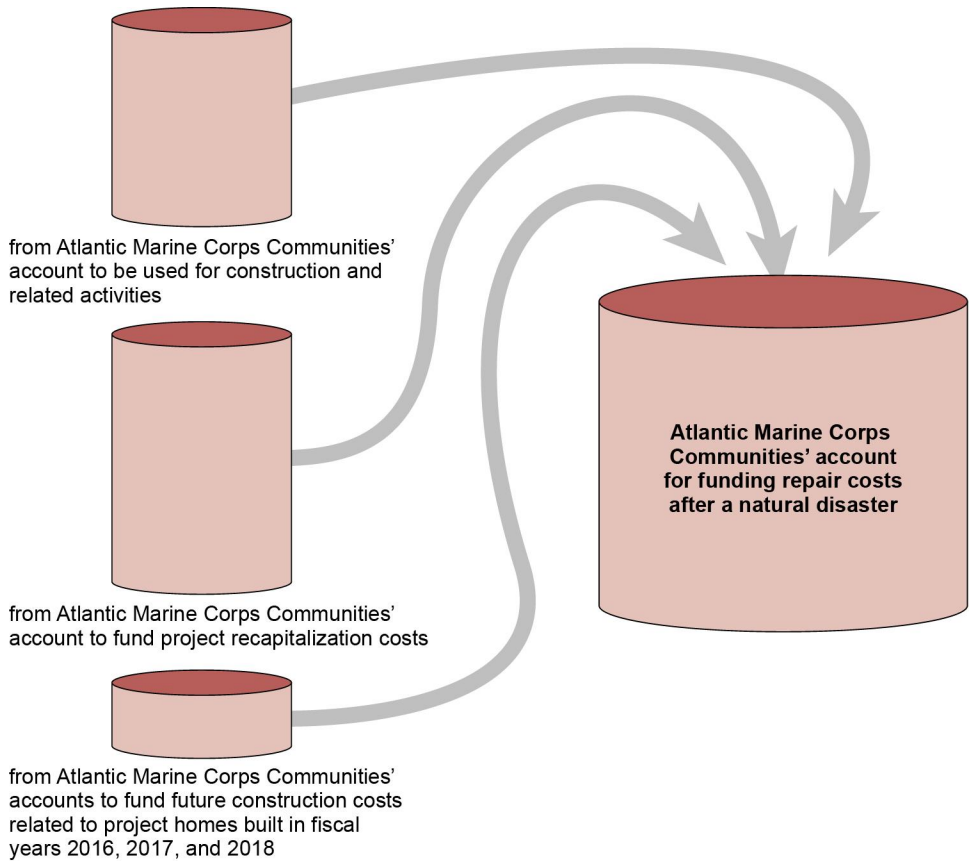 from Atlantic Marine Corps Communities’
account to be used for construction and
related activities
from Atlantic Marine Corps Communities’
account to fund project recapitalization costs
from Atlantic Marine Corps Communities’
accounts to fund future construction costs
related to project homes built in fiscal
years 2016, 2017, and 2018
Atlantic Marine Corps
Communities’ account
for funding repair costs
after a natural disaster